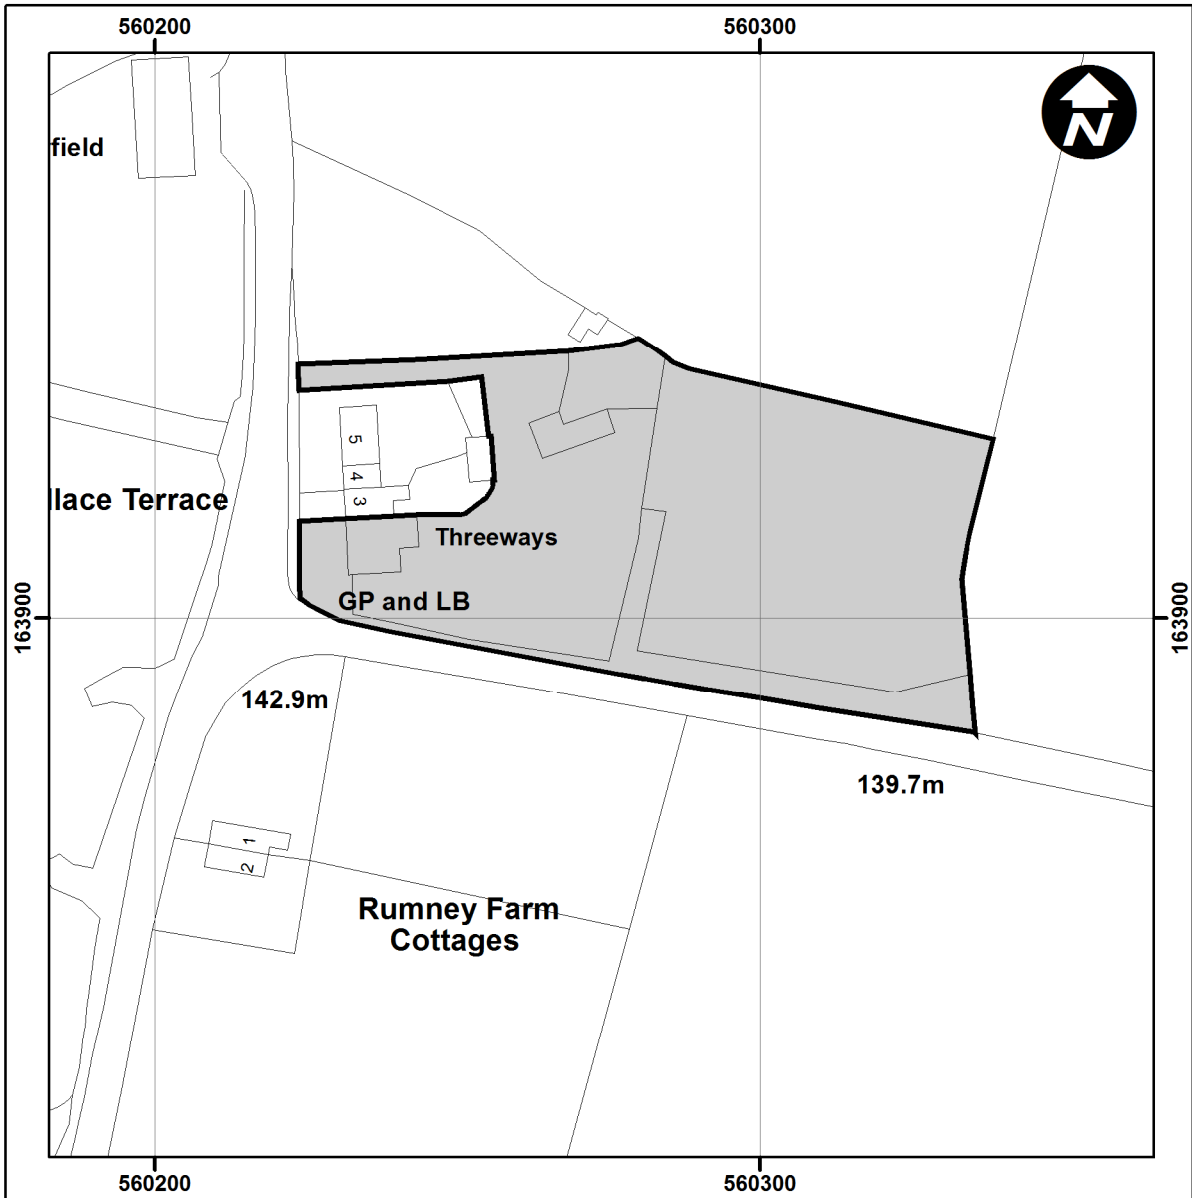 560200
560300
N
field
5
4
3
llace Terrace
Threeways
GP and LB
163900
163900
142.9m
139.7m
1
2
Rumney Farm
Cottages
560200
560300